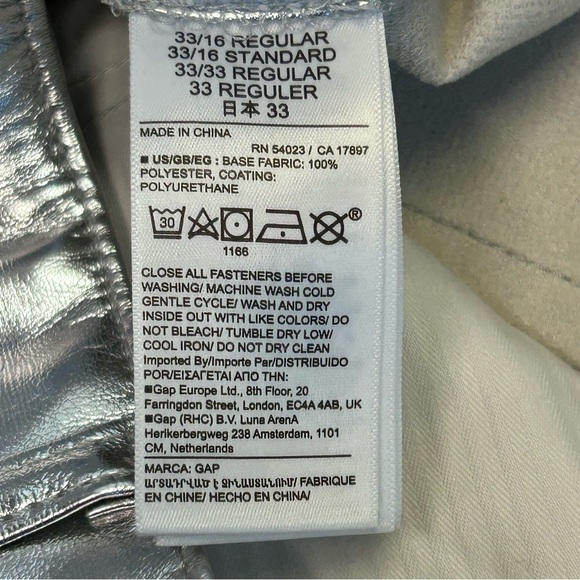 33/16 REGULAR
33/16 STANDARD
33/33 REGULAR
33 REGULER
日本 33
MADE IN CHINA
RN 54023 / CA 17897
■ US/GB/EG : BASE FABRIC: 100%
POLYESTER, COATING:
POLYURETHANE
30
®
1166
CLOSE ALL FASTENERS BEFORE
WASHING/ MACHINE WASH COLD
GENTLE CYCLE/ WASH AND DRY
INSIDE OUT WITH LIKE COLORS/ DO
NOT BLEACH/ TUMBLE DRY LOW/
COOL IRON/ DO NOT DRY CLEAN
Imported By/Importe Par/DISTRIBUIDO
POR/ΕΙΣΑΓΕΤΑΙ ΑΠΟ ΤΗΝ:
■Gap Europe Ltd., 8th Floor, 20
Farringdon Street, London, EC4A 4AB, UK
■Gap (RHC) B.V. Luna ArenA
Herikerbergweg 238 Amsterdam, 1101
CM, Netherlands
MARCA: GAP
ԱՐՏԱԴՐՎԱԾ Է ՉԻՆԱՍՏԱՆՈՒՄ/ FABRIQUE
EN CHINE/ HECHO EN CHINA/